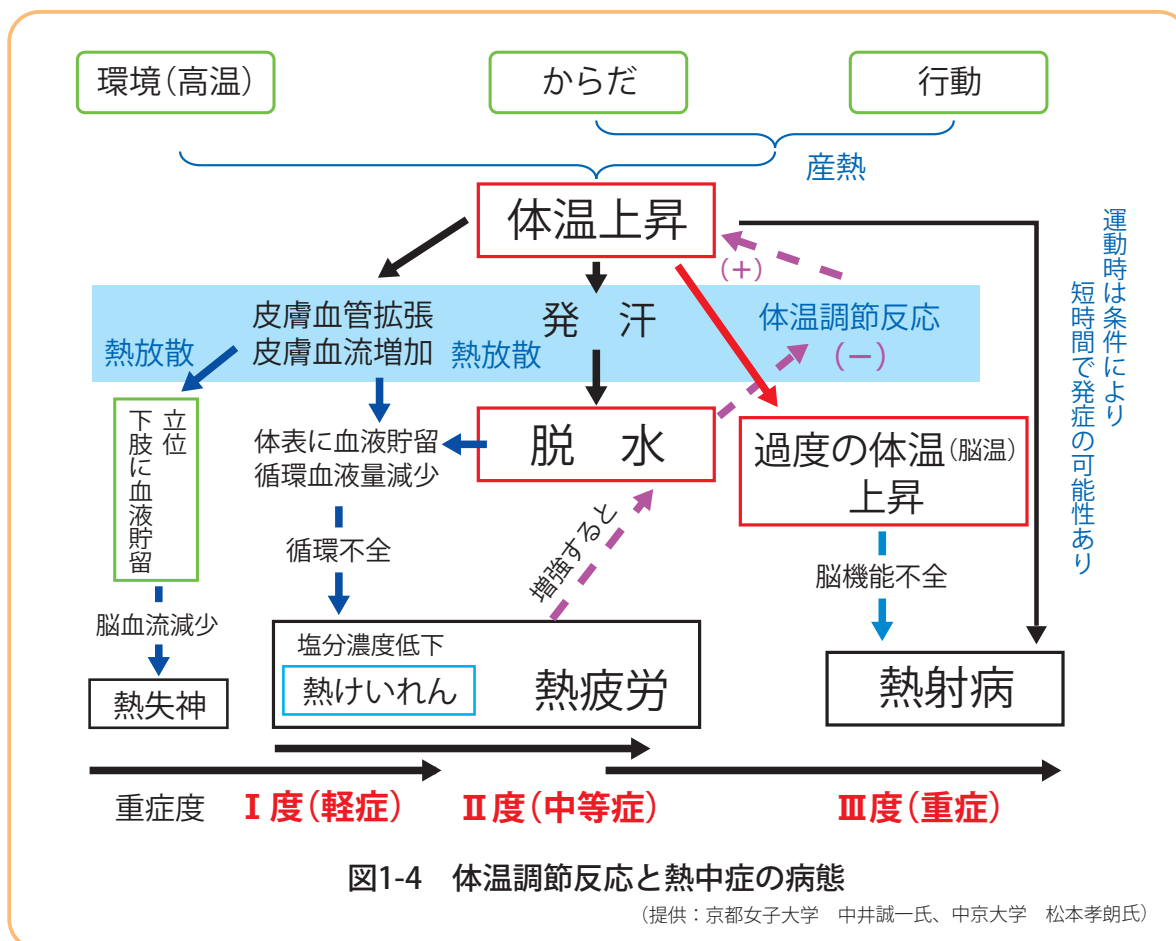 環境（高温）
からだ
行動
産熱
体温上昇
運動時は条件により
短時間で発症の可能性あり
（＋）
皮膚血管拡張
皮膚血流増加
熱放散
発　汗
熱放散
体温調節反応
（－）
立位
下肢に血液貯留
体表に血液貯留
循環血液量減少
脱　水
過度の体温（脳温）
上昇
増強すると
循環不全
脳機能不全
脳血流減少
塩分濃度低下
熱けいれん
熱疲労
熱失神
熱射病
重症度
Ⅰ度（軽症）
Ⅱ度（中等症）
Ⅲ度（重症）
図1-4　体温調節反応と熱中症の病態
（提供：京都女子大学　中井誠一氏、中京大学　松本孝朗氏）